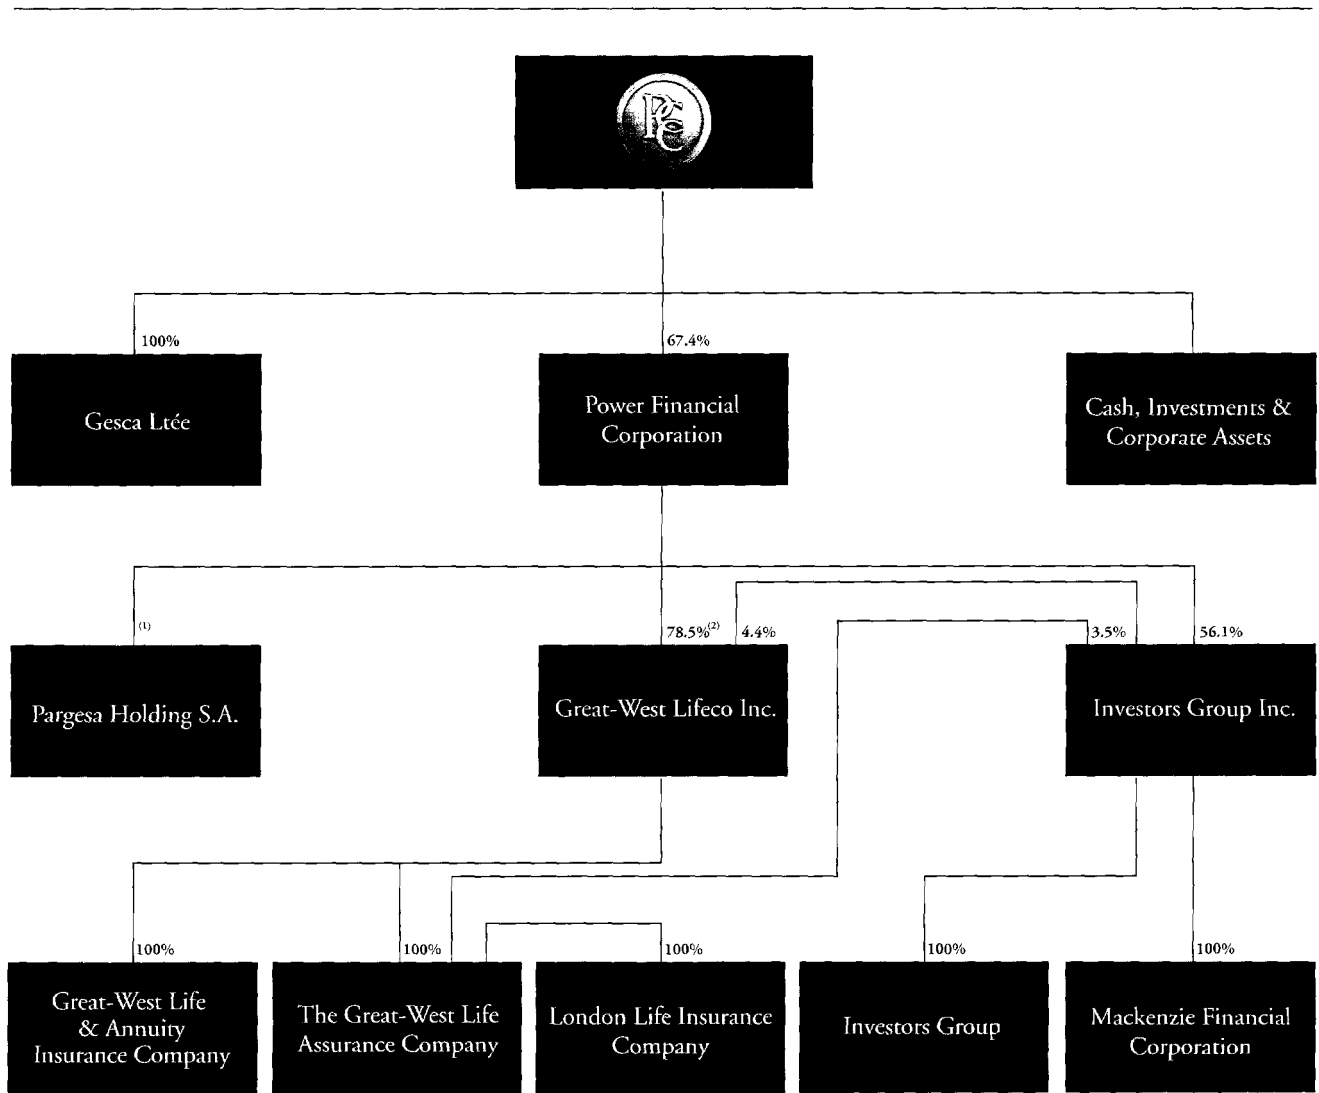 PCC
100%
67.4%
Gesca Ltée
Power Financial
Corporation
Cash, Investments &
Corporate Assets
(1)
78.5%(2)
4.4%
3.5%
56.1%
Pargesa Holding S.A.
Great-West Lifeco Inc.
Investors Group Inc.
100%
100%
100%
100%
100%
Great-West Life
& Annuity
Insurance Company
The Great-West Life
Assurance Company
London Life Insurance
Company
Investors Group
Mackenzie Financial
Corporation